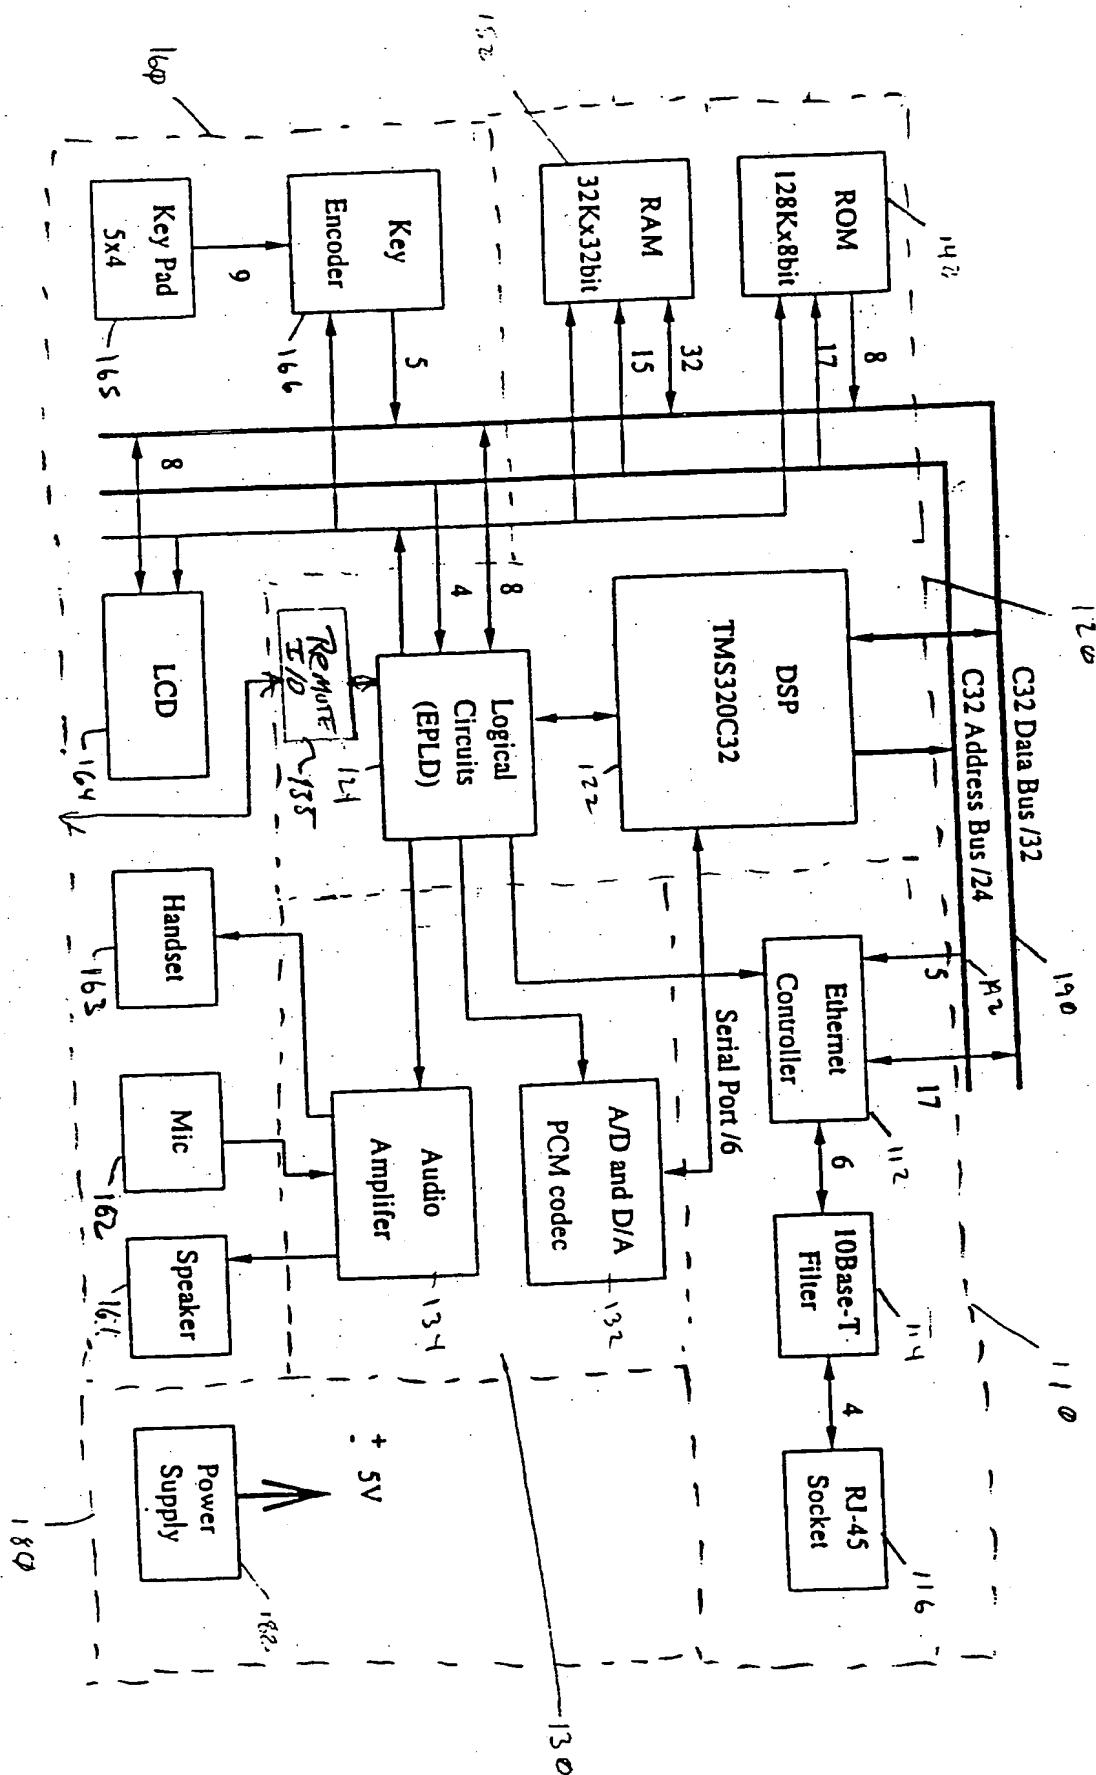 C32 Data Bus /32
C32 Address Bus /24
190
192
110
120
ROM
128Kx8bit
142
8
17
RAM
32Kx32bit
152
32
15
DSP
TMS320C32
122
Serial Port /6
Ethernet
Controller
112
5
17
6
10Base-T
Filter
114
4
RJ-45
Socket
116
160
Key
Encoder
166
5
Key Pad
5x4
165
9
8
8
4
Logical
Circuits
(EPLD)
124
REMOTE
I/O
135
LCD
164
A/D and D/A
PCM codec
132
Audio
Amplifer
134
130
Handset
163
Mic
162
Speaker
161
+ 5V
Power
Supply
182
180